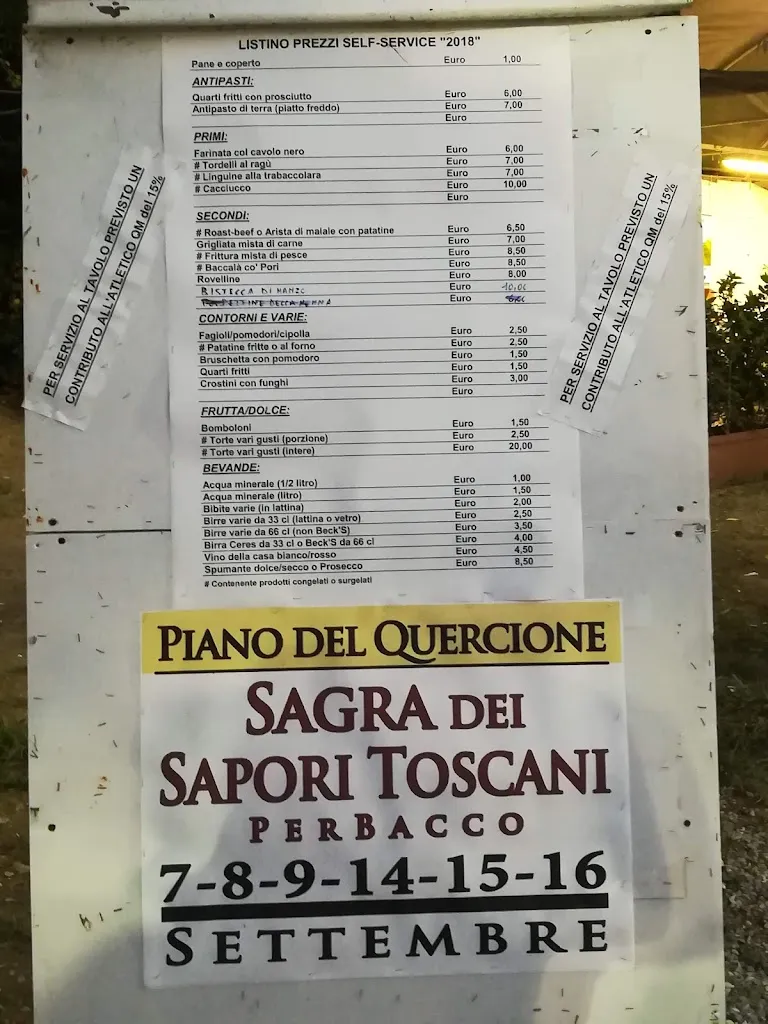 LISTINO PREZZI SELF-SERVICE "2018"
Pane e coperto Euro 1,00
ANTIPASTI:
Quarti fritti con prosciutto Euro 6,00
Antipasto di terra (piatto freddo) Euro 7,00
Euro
PRIMI:
Farinata col cavolo nero Euro 6,00
# Tordelli al ragù Euro 7,00
# Linguine alla trabaccolara Euro 7,00
# Cacciucco Euro 10,00
Euro
SECONDI:
# Roast-beef o Arista di maiale con patatine Euro 6,50
Grigliata mista di carne Euro 7,00
# Frittura mista di pesce Euro 8,50
# Baccalà co' Pori Euro 8,50
Rovelline Euro 8,00
BISTECCA DI MANZO Euro 10,00
Euro
CONTORNI E VARIE:
Fagioli/pomodori/cipolla Euro 2,50
# Patatine fritte o al forno Euro 2,50
Bruschetta con pomodoro Euro 1,50
Quarti fritti Euro 1,50
Crostini con funghi Euro 3,00
Euro
FRUTTA/DOLCE:
Bomboloni Euro 1,50
# Torte vari gusti (porzione) Euro 2,50
# Torte vari gusti (intere) Euro 20,00
BEVANDE:
Acqua minerale (1/2 litro) Euro 1,00
Acqua minerale (litro) Euro 1,50
Bibite varie (in lattina) Euro 2,00
Birre varie da 33 cl (lattina o vetro) Euro 2,50
Birre varie da 66 cl (non Beck'S) Euro 3,50
Birra Ceres da 33 cl o Beck'S da 66 cl Euro 4,00
Vino della casa bianco/rosso Euro 4,50
Spumante dolce/secco o Prosecco Euro 8,50
# Contenente prodotti congelati o surgelati
PER SERVIZIO AL TAVOLO PREVISTO UN
CONTRIBUTO ALL'ATLETICO QM del 15%
PER SERVIZIO AL TAVOLO PREVISTO UN
CONTRIBUTO ALL'ATLETICO QM del 15%
PIANO DEL QUERCIONE
SAGRA DEI
SAPORI TOSCANI
PERBACCO
7-8-9-14-15-16
SETTEMBRE